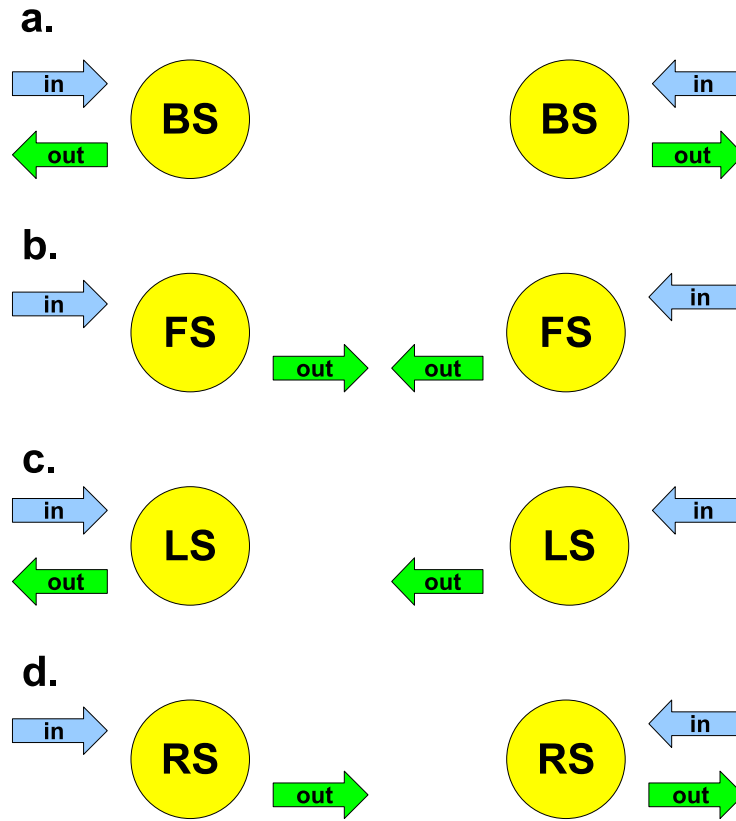 a.
in BS BS in
out out
b.
in FS FS in
out out
c.
in LS LS in
out out
d.
in RS RS in
out out